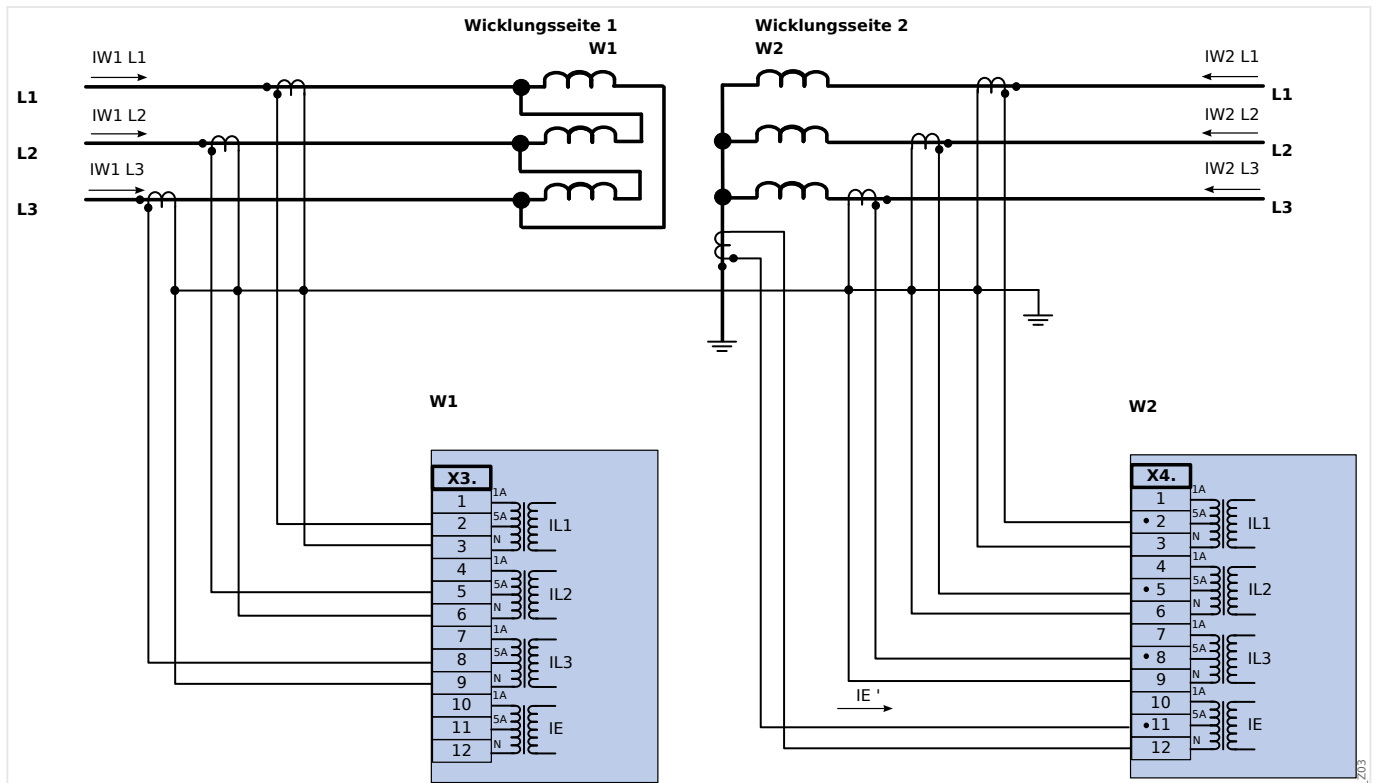 Wicklungsseite 1
W1
Wicklungsseite 2
W2
IW1 L1
L1
IW1 L2
L2
IW1 L3
L3
IW2 L1
L1
IW2 L2
L2
IW2 L3
L3
W1
X3.
1
2
3
4
5
6
7
8
9
10
11
12
1A
5A
N
IL1
1A
5A
N
IL2
1A
5A
N
IL3
1A
5A
N
IE
IE '
W2
X4.
1
2
3
4
5
6
7
8
9
10
11
12
1A
5A
N
IL1
1A
5A
N
IL2
1A
5A
N
IL3
1A
5A
N
IE
_Z03